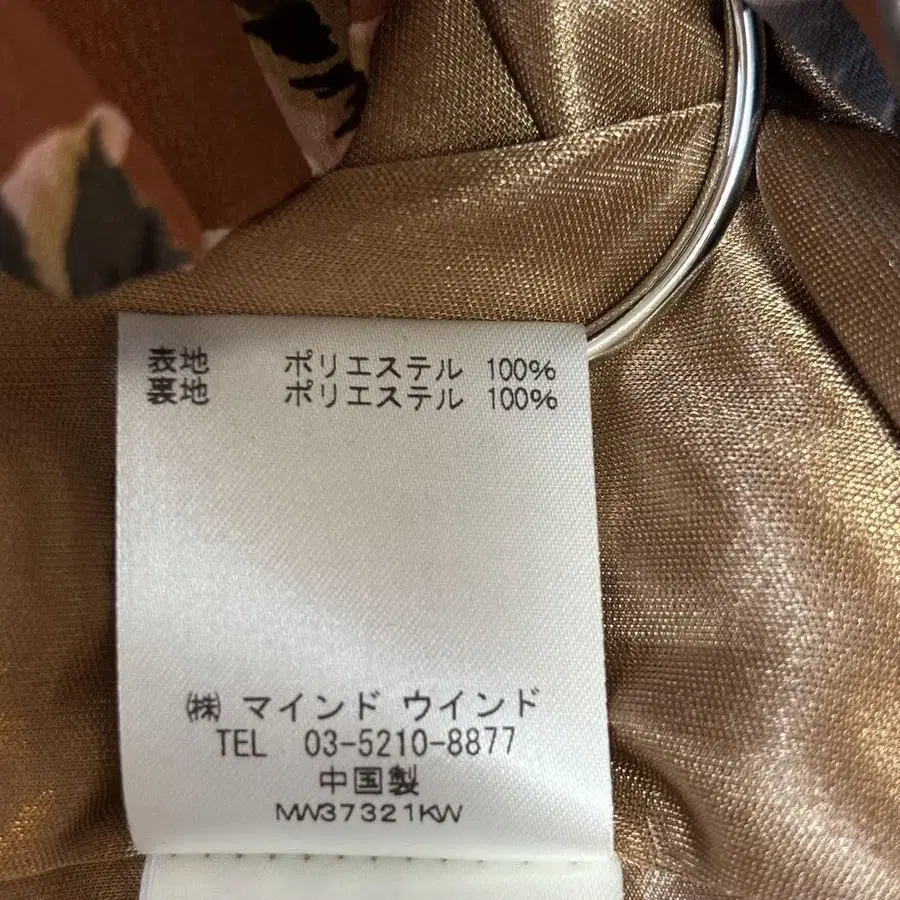 表地 ポリエステル 100%
裏地 ポリエステル 100%
㈱ マインド ウインド
TEL 03-5210-8877
中国製
MW37321KW